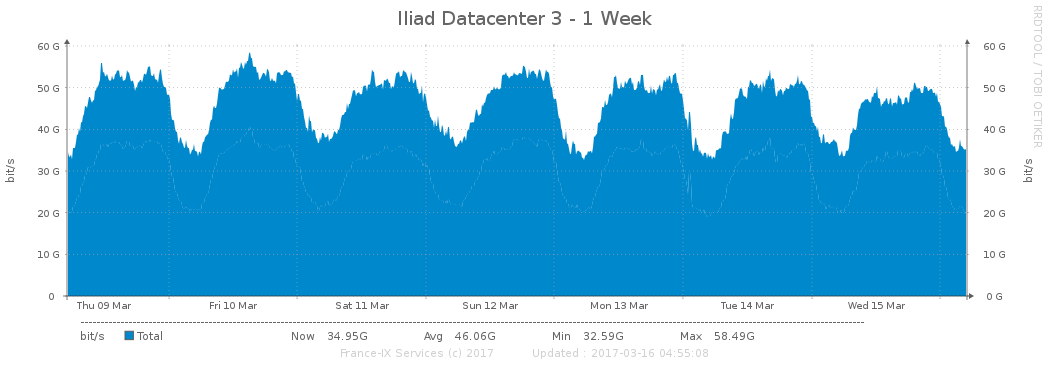 Iliad Datacenter 3 - 1 Week
RRDTOOL / TOBI OETIKER
60 G 60 G
50 G 50 G
40 G 40 G
30 G 30 G
20 G 20 G
10 G 10 G
0 0 G
bit/s
bit/s
Thu 09 Mar Fri 10 Mar Sat 11 Mar Sun 12 Mar Mon 13 Mar Tue 14 Mar Wed 15 Mar
bit/s Total Now 34.95G Avg 46.06G Min 32.59G Max 58.49G
France-IX Services (c) 2017 Updated : 2017-03-16 04:55:08